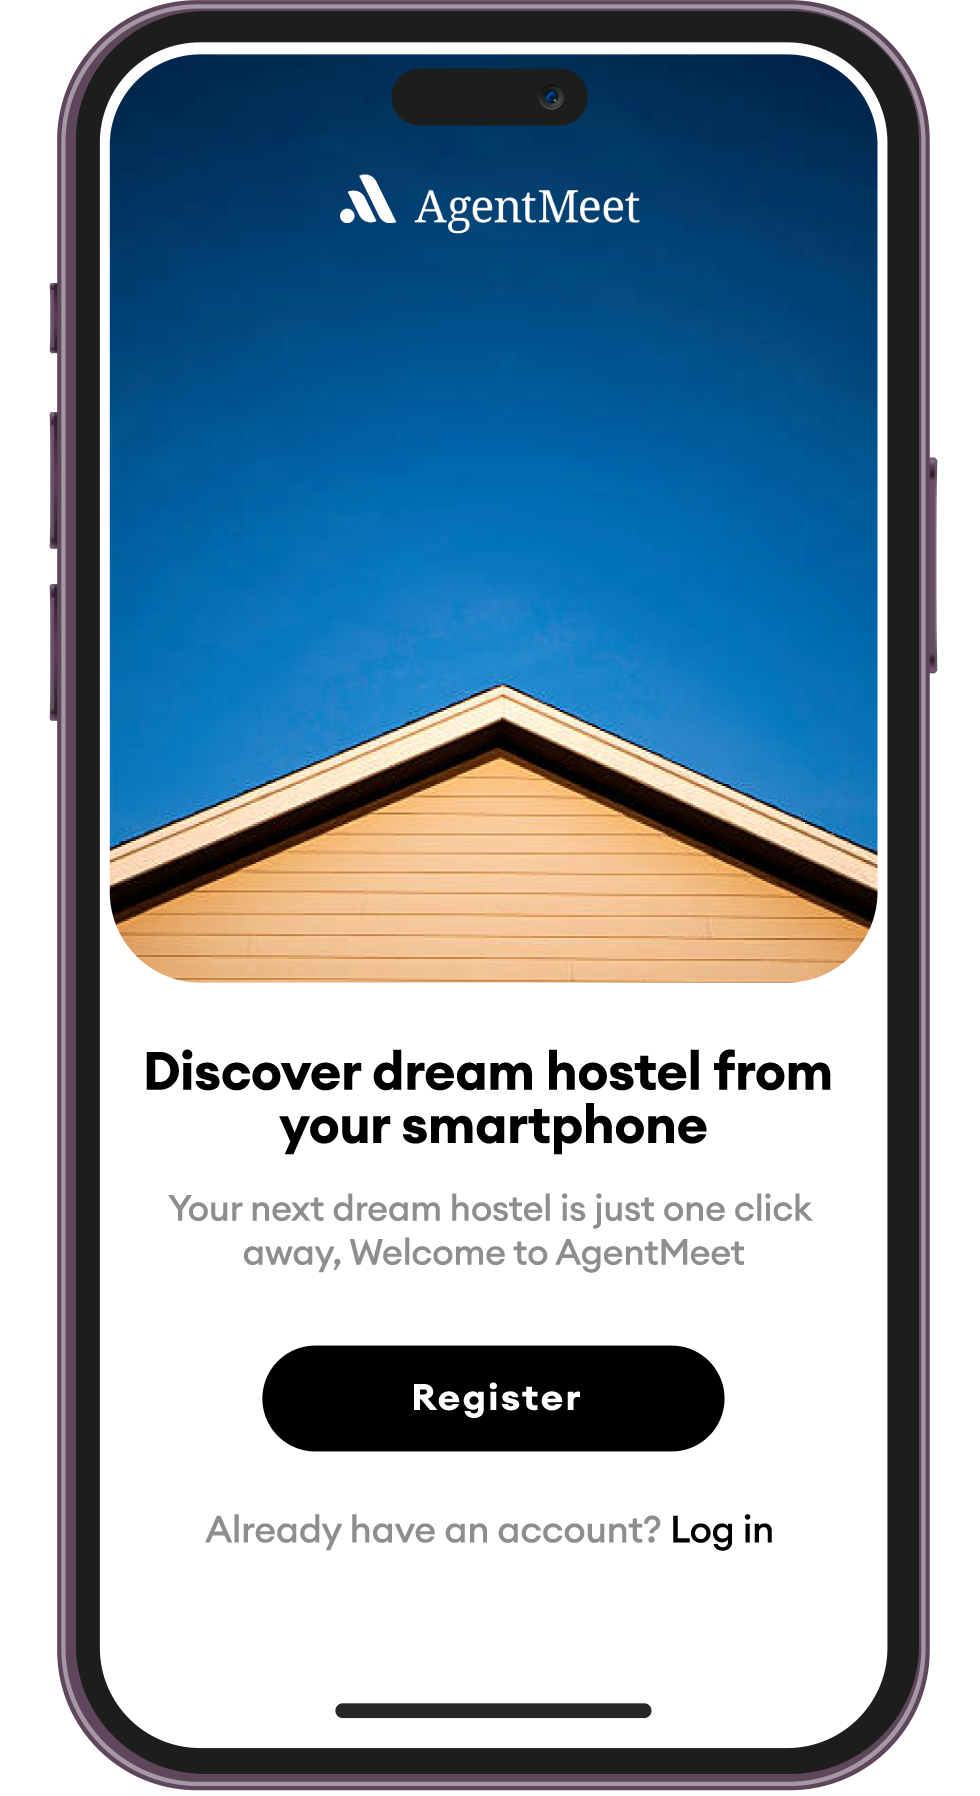 AgentMeet
Discover dream hostel from
your smartphone
Your next dream hostel is just one click
away, Welcome to AgentMeet
Register
Already have an account? Log in